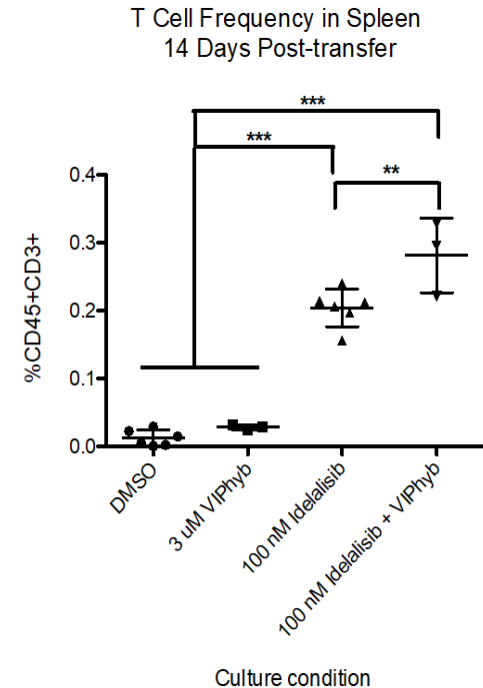 T Cell Frequency in Spleen
14 Days Post-transfer
***
***
**
0.4
0.3
0.2
0.1
0.0
%CD45+CD3+
DMSO
3 uM VIPhyb
100 nM Idelalisib
100 nM Idelalisib + VIPhyb
Culture condition